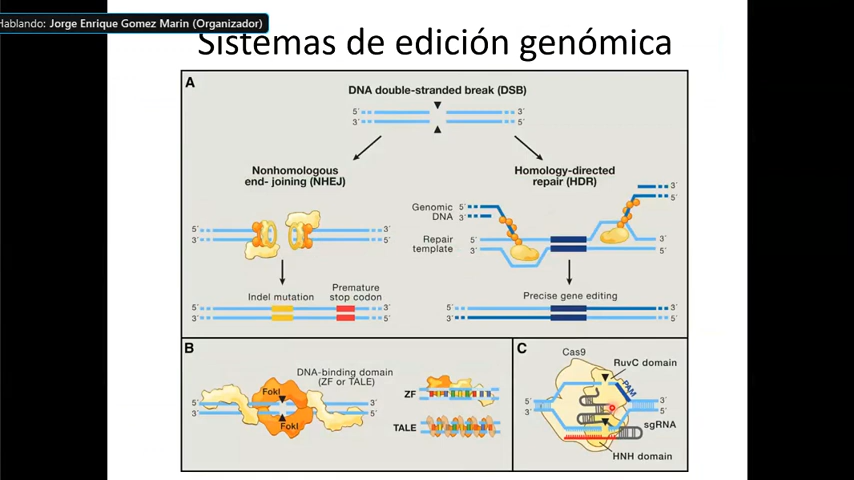 Hablando: Jorge Enrique Gomez Marin (Organizador)
Sistemas de edición genómica
A
DNA double-stranded break (DSB)
5´ 3´
3´ 5´
Nonhomologous
end- joining (NHEJ)
Homology-directed
repair (HDR)
Genomic
DNA
5´ 3´
3´ 5´
Repair
template
5´ 3´
3´ 5´
5´ 3´
3´ 5´
Indel mutation
Premature
stop codon
Precise gene editing
5´ 3´
3´ 5´
5´ 3´
3´ 5´
B
DNA-binding domain
(ZF or TALE)
FokI
FokI
5´ 3´
3´ 5´
ZF
TALE
C
Cas9
RuvC domain
PAM
5´ 3´
3´ 5´
sgRNA
HNH domain